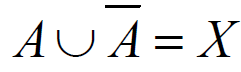 A ∪ A̅ = X